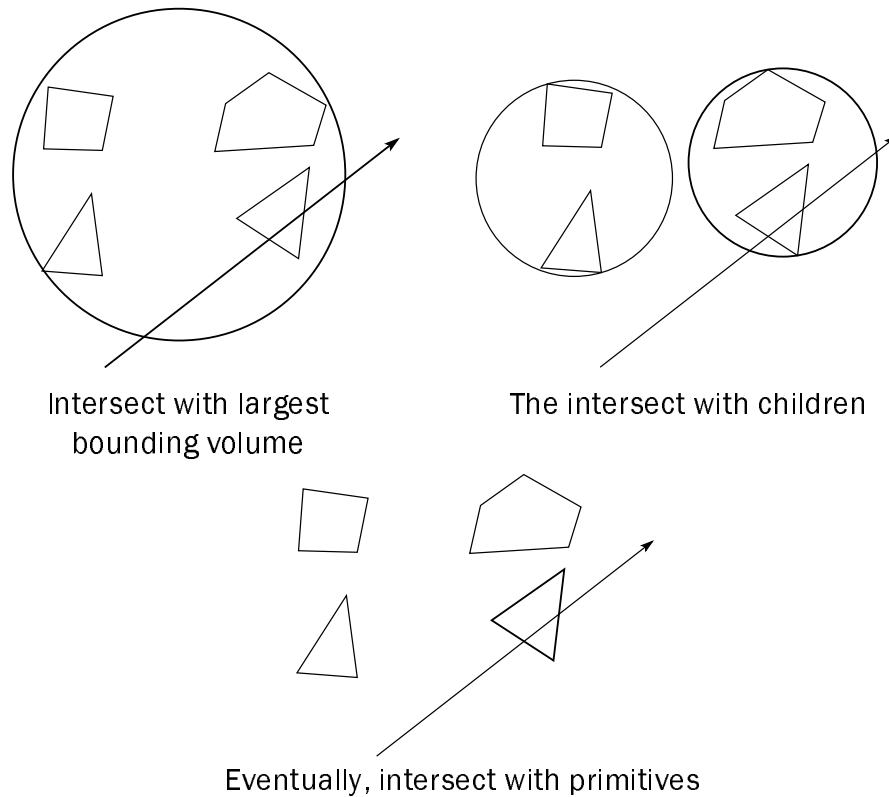 Intersect with largest
bounding volume
The intersect with children
Eventually, intersect with primitives